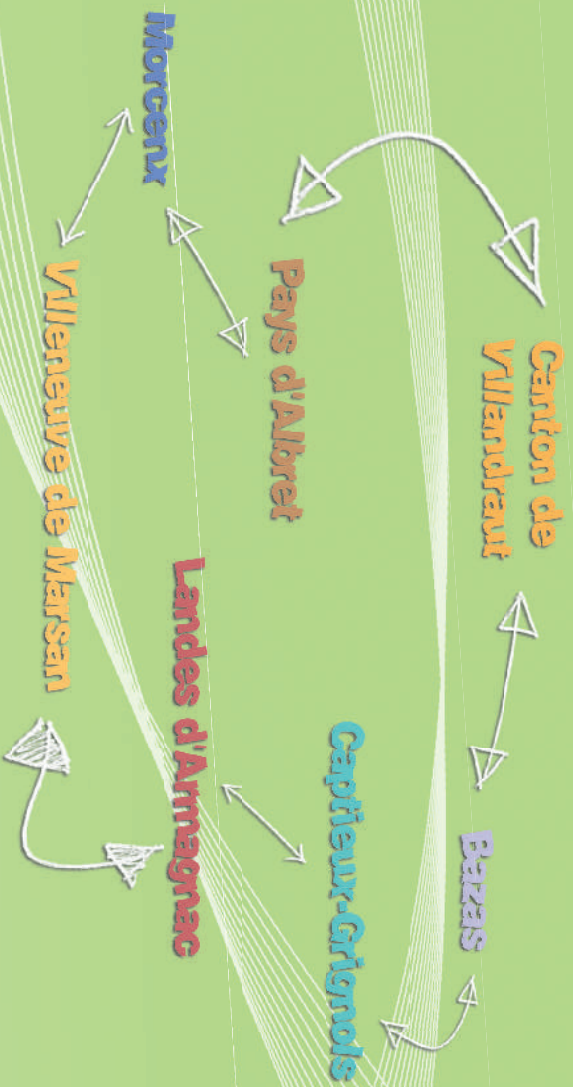 Canton de
Villandraut
Bazas
Pays d'Albret
Captieux-Grignols
Morcenx
Landes d'Armagnac
Villeneuve de Marsan